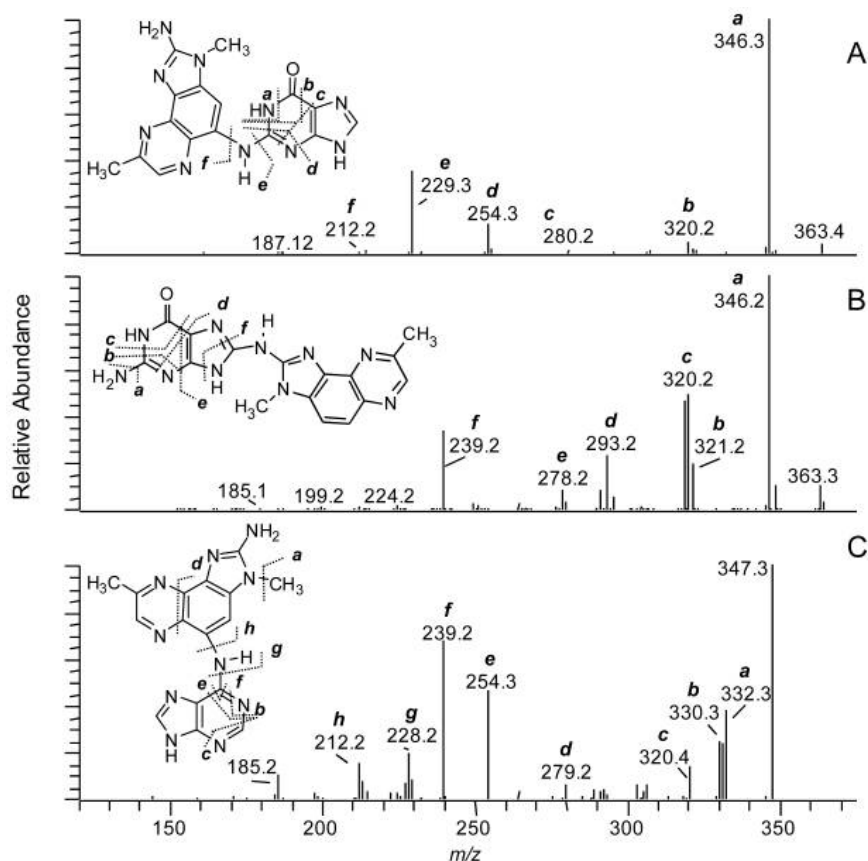 A
a
346.3
e
229.3
d
254.3
c
280.2
b
320.2
363.4
f
212.2
187.12
H₂N
CH₃
N
N
O
a
b
c
HN
N
N
N
N
H
CH₃
N
N
H
f
e
d
B
a
346.2
c
320.2
b
321.2
363.3
d
293.2
e
278.2
f
239.2
224.2
199.2
185.1
O
d
H
c
HN
N
N
f
N
N
CH₃
b
H₂N
N
N
H
N
N
a
e
H₃C
C
347.3
a
332.3
b
330.3
c
320.4
d
279.2
e
254.3
f
239.2
g
228.2
h
212.2
185.2
NH₂
d
N
a
H₃C
N
N
CH₃
N
h
N
H
g
e
f
N
N
b
N
H
N
c
Relative Abundance
150
200
250
300
350
m/z